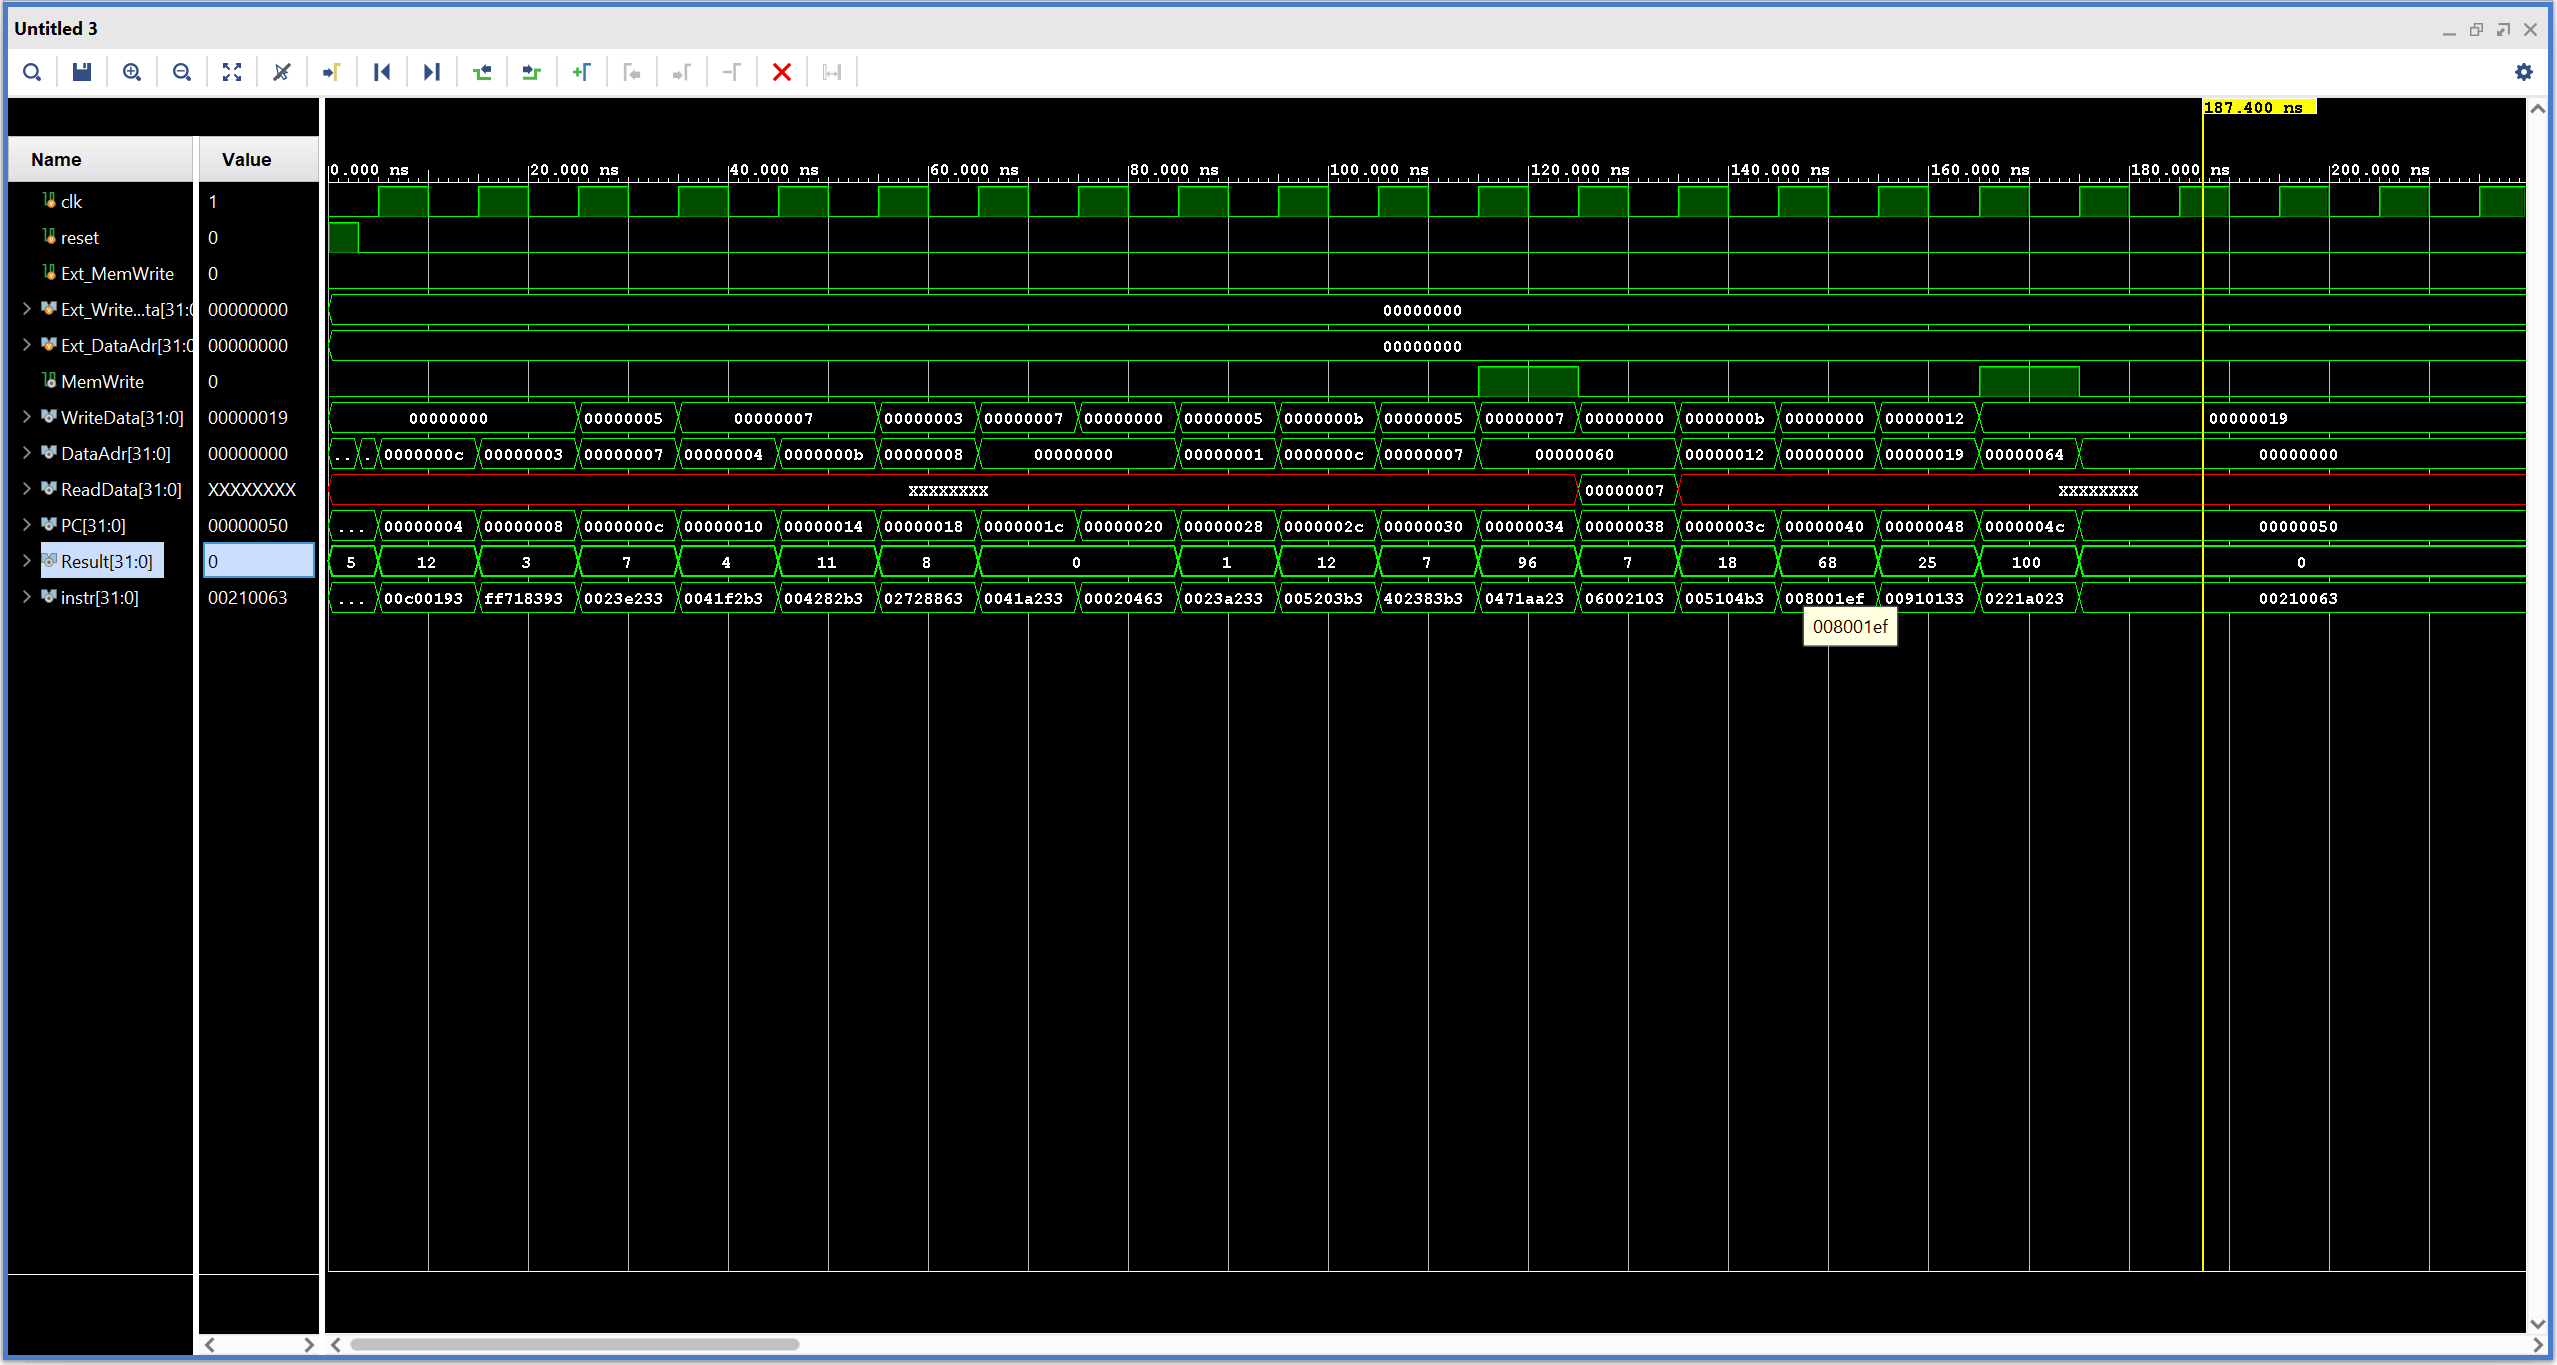 Untitled 3
187.400 ns
Name Value
0.000 ns 20.000 ns 40.000 ns 60.000 ns 80.000 ns 100.000 ns 120.000 ns 140.000 ns 160.000 ns 180.000 ns 200.000 ns
clk 1
reset 0
Ext_MemWrite 0
Ext_Write...ta[31:0 00000000 00000000
Ext_DataAdr[31:0 00000000 00000000
MemWrite 0
WriteData[31:0] 00000019 00000000 00000005 00000007 00000003 00000007 00000000 00000005 0000000b 00000005 00000007 00000000 0000000b 00000000 00000012 00000019
DataAdr[31:0] 00000000 .. . 0000000c 00000003 00000007 00000004 0000000b 00000008 00000000 00000001 0000000c 00000007 00000060 00000012 00000000 00000019 00000064 00000000
ReadData[31:0] XXXXXXXX XXXXXXXX 00000007 XXXXXXXX
PC[31:0] 00000050 ... 00000004 00000008 0000000c 00000010 00000014 00000018 0000001c 00000020 00000028 0000002c 00000030 00000034 00000038 0000003c 00000040 00000048 0000004c 00000050
Result[31:0] 0 5 12 3 7 4 11 8 0 1 12 7 96 7 18 68 25 100 0
instr[31:0] 00210063 ... 00c00193 ff718393 0023e233 0041f2b3 004282b3 02728863 0041a233 00020463 0023a233 005203b3 402383b3 0471aa23 06002103 005104b3 008001ef 00910133 0221a023 00210063
008001ef